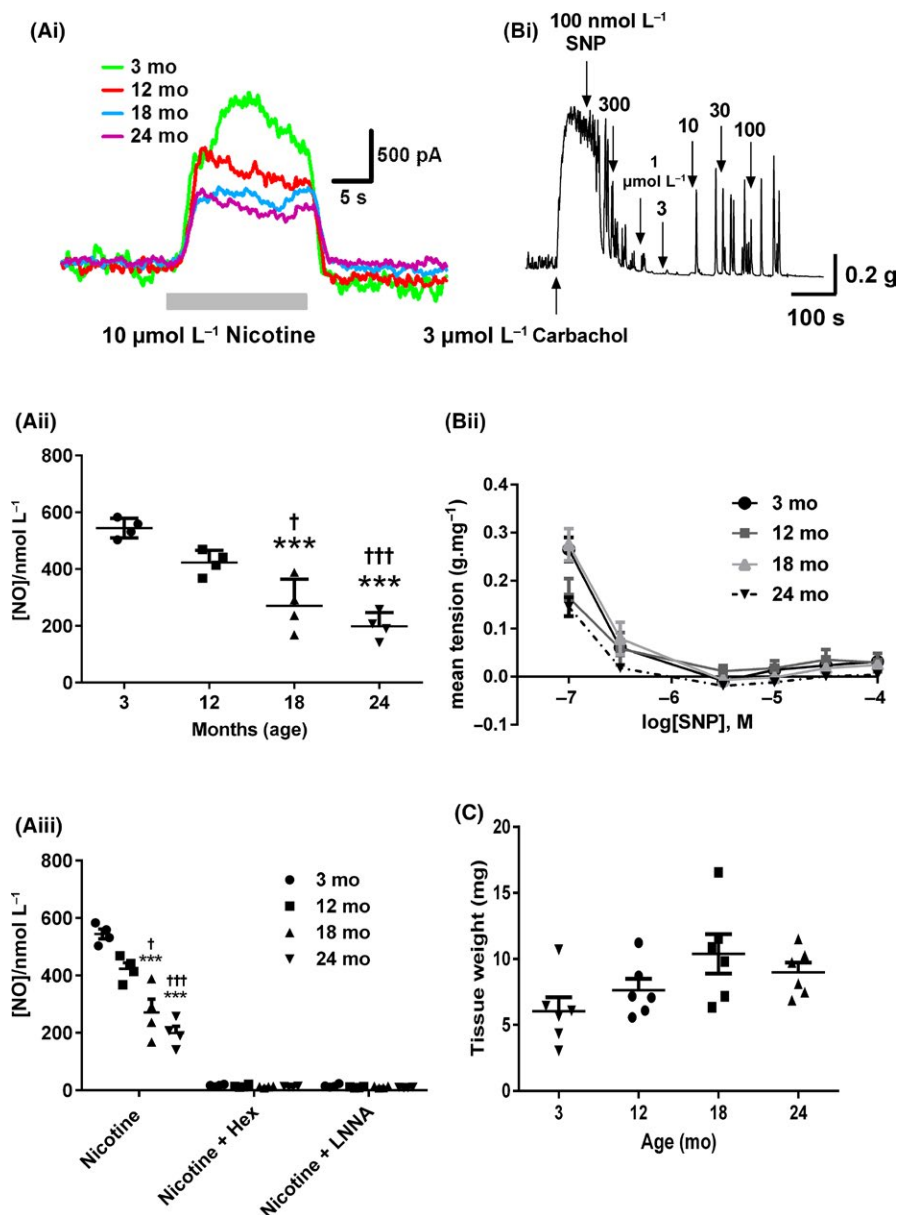 (Ai)
3 mo
12 mo
18 mo
24 mo
500 pA
5 s
10 µmol L⁻¹ Nicotine
(Bi)
100 nmol L⁻¹
SNP
300
1
µmol L⁻¹
3
10
30
100
0.2 g
100 s
3 µmol L⁻¹ Carbachol
(Aii)
[NO]/nmol L⁻¹
800
600
400
200
0
†
***
†††
***
3 12 18 24
Months (age)
(Bii)
mean tension (g.mg⁻¹)
0.4
0.3
0.2
0.1
0.0
−0.1
3 mo
12 mo
18 mo
24 mo
−7 −6 −5 −4
log[SNP], M
(Aiii)
[NO]/nmol L⁻¹
800
600
400
200
0
3 mo
12 mo
18 mo
24 mo
†
***
†††
***
Nicotine
Nicotine + Hex
Nicotine + LNNA
(C)
Tissue weight (mg)
20
15
10
5
0
3 12 18 24
Age (mo)